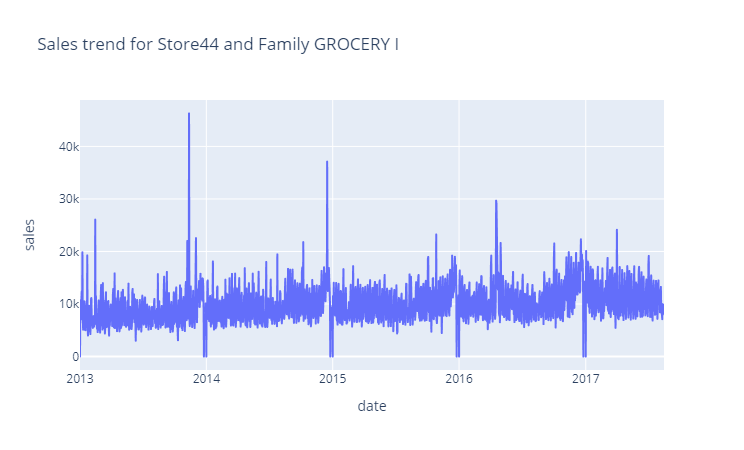 Sales trend for Store44 and Family GROCERY I
sales
40k
30k
20k
10k
0
2013 2014 2015 2016 2017
date